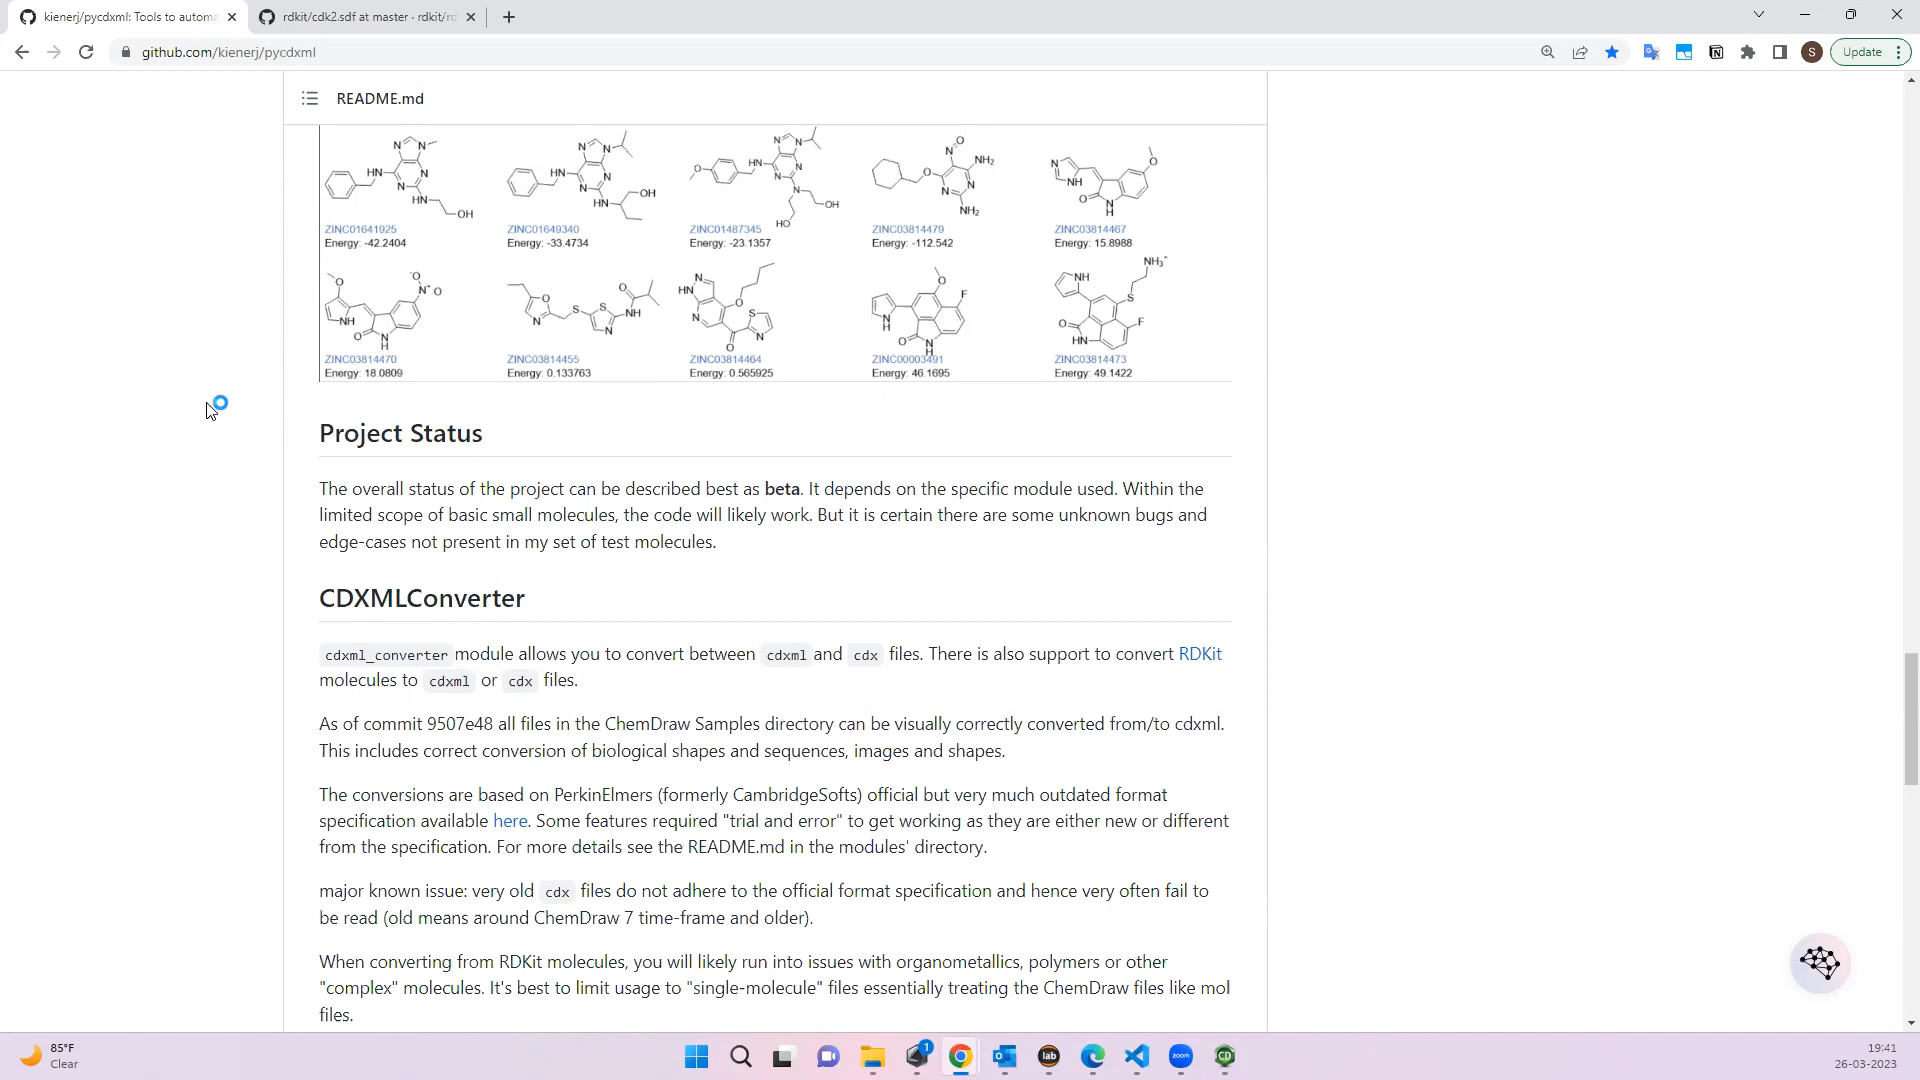 kienerj/pycdxml: Tools to automa
rdkit/cdk2.sdf at master · rdkit/rd
github.com/kienerj/pycdxml
S
Update
README.md
ZINC01641925
Energy: -42.2404
ZINC01649340
Energy: -33.4734
ZINC01487345
Energy: -23.1357
ZINC03814479
Energy: -112.542
ZINC03814467
Energy: 15.8988
ZINC03814470
Energy: 18.0809
ZINC03814455
Energy: 0.133763
ZINC03814464
Energy: 0.565925
ZINC00003491
Energy: 46.1695
ZINC03814473
Energy: 49.1422
Project Status
The overall status of the project can be described best as beta. It depends on the specific module used. Within the
limited scope of basic small molecules, the code will likely work. But it is certain there are some unknown bugs and
edge-cases not present in my set of test molecules.
CDXMLConverter
cdxml_converter module allows you to convert between cdxml and cdx files. There is also support to convert RDKit
molecules to cdxml or cdx files.
As of commit 9507e48 all files in the ChemDraw Samples directory can be visually correctly converted from/to cdxml.
This includes correct conversion of biological shapes and sequences, images and shapes.
The conversions are based on PerkinElmers (formerly CambridgeSofts) official but very much outdated format
specification available here. Some features required "trial and error" to get working as they are either new or different
from the specification. For more details see the README.md in the modules' directory.
major known issue: very old cdx files do not adhere to the official format specification and hence very often fail to
be read (old means around ChemDraw 7 time-frame and older).
When converting from RDKit molecules, you will likely run into issues with organometallics, polymers or other
"complex" molecules. It's best to limit usage to "single-molecule" files essentially treating the ChemDraw files like mol
files.
85°F
Clear
1
lab
zoom
CD
19:41
26-03-2023